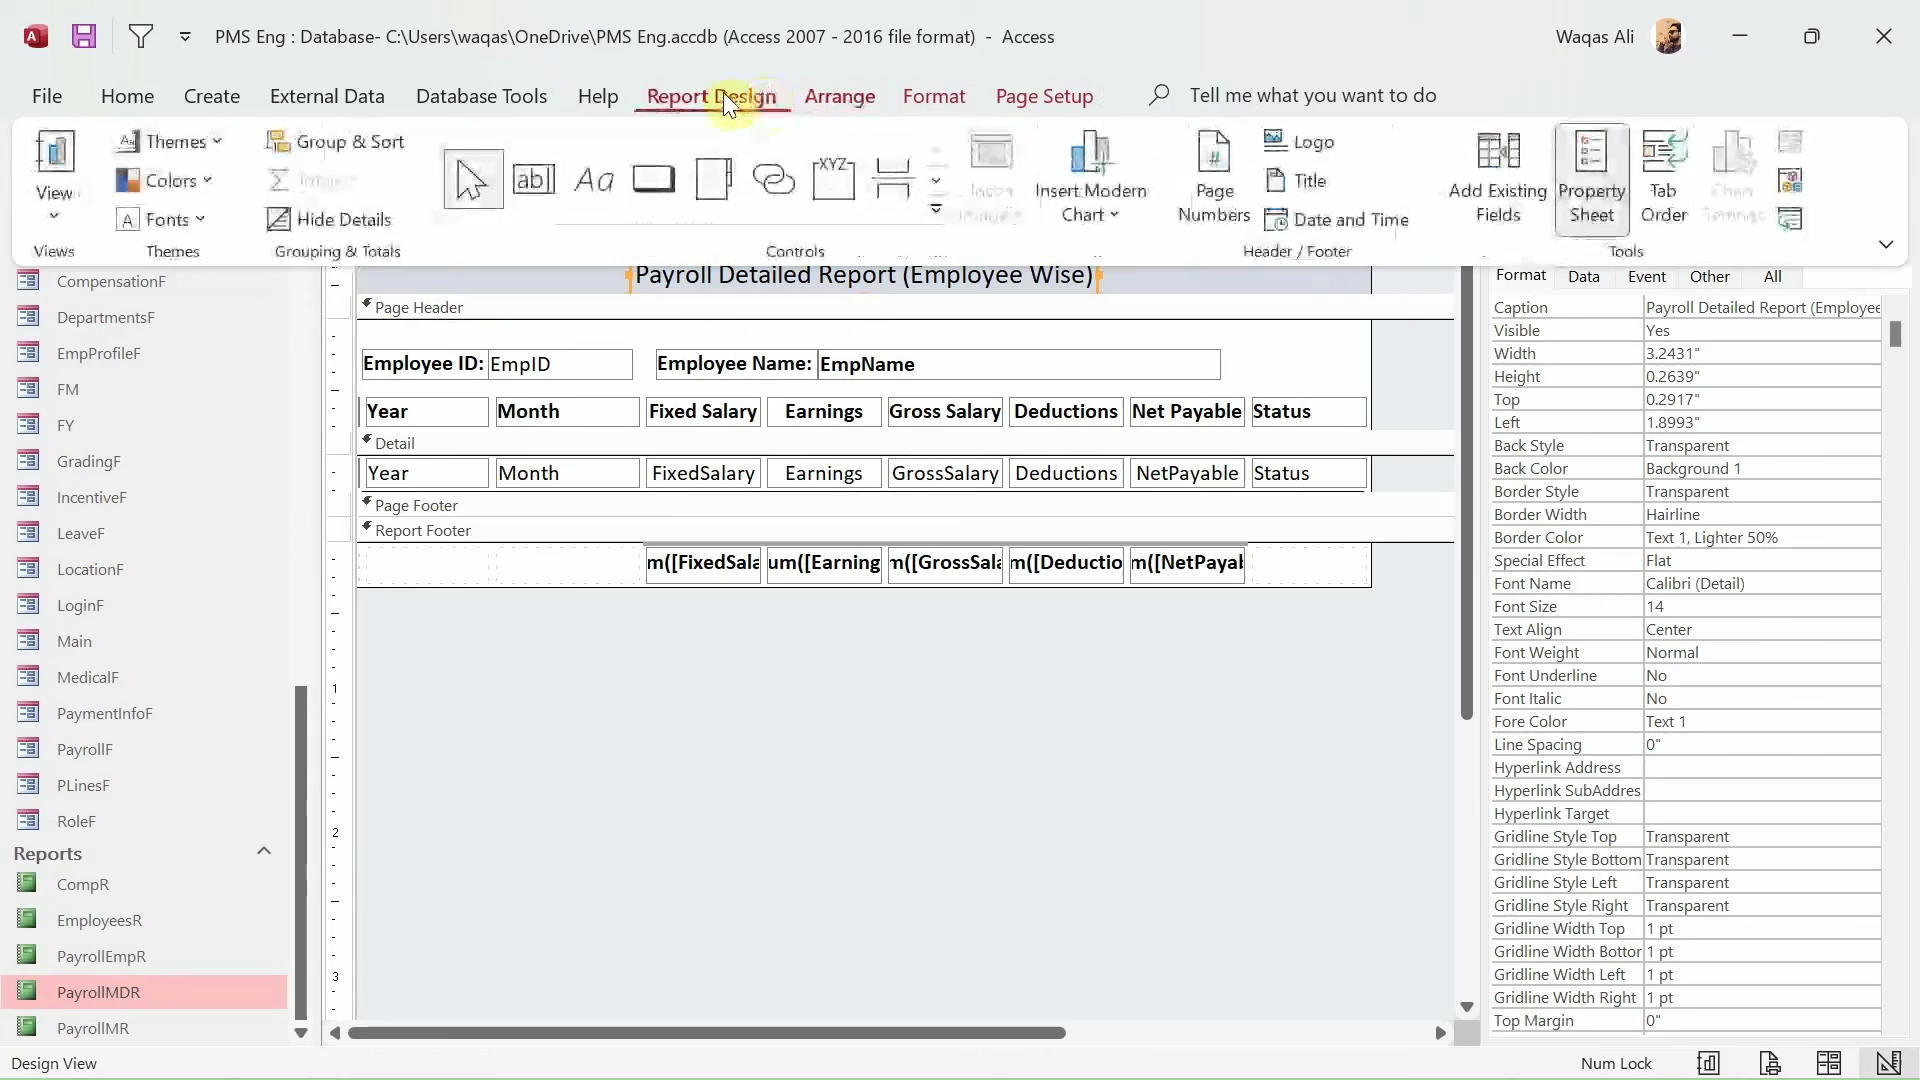 PMS Eng : Database- C:\Users\waqas\OneDrive\PMS Eng.accdb (Access 2007 - 2016 file format) - Access
Waqas Ali
File Home Create External Data Database Tools Help Report Design Arrange Format Page Setup Tell me what you want to do
View
Views
Themes
Colors
Fonts
Themes
Group & Sort
Hide Details
Grouping & Totals
ab|
Aa
XYZ
Controls
Insert Modern
Chart
Page
Numbers
Logo
Title
Date and Time
Header / Footer
Add Existing
Fields
Property
Sheet
Tab
Order
Tools
CompensationF
DepartmentsF
EmpProfileF
FM
FY
GradingF
IncentiveF
LeaveF
LocationF
LoginF
Main
MedicalF
PaymentInfoF
PayrollF
PLinesF
RoleF
Reports
CompR
EmployeesR
PayrollEmpR
PayrollMDR
PayrollMR
Payroll Detailed Report (Employee Wise)
Page Header
Employee ID: EmpID Employee Name: EmpName
Year Month Fixed Salary Earnings Gross Salary Deductions Net Payable Status
Detail
Year Month FixedSalary Earnings GrossSalary Deductions NetPayable Status
Page Footer
Report Footer
m([FixedSala um([Earning m([GrossSala m([Deductio m([NetPayab
1
2
3
Format Data Event Other All
Caption Payroll Detailed Report (Employee
Visible Yes
Width 3.2431"
Height 0.2639"
Top 0.2917"
Left 1.8993"
Back Style Transparent
Back Color Background 1
Border Style Transparent
Border Width Hairline
Border Color Text 1, Lighter 50%
Special Effect Flat
Font Name Calibri (Detail)
Font Size 14
Text Align Center
Font Weight Normal
Font Underline No
Font Italic No
Fore Color Text 1
Line Spacing 0"
Hyperlink Address
Hyperlink SubAddres
Hyperlink Target
Gridline Style Top Transparent
Gridline Style Bottom Transparent
Gridline Style Left Transparent
Gridline Style Right Transparent
Gridline Width Top 1 pt
Gridline Width Bottor 1 pt
Gridline Width Left 1 pt
Gridline Width Right 1 pt
Top Margin 0"
Design View
Num Lock